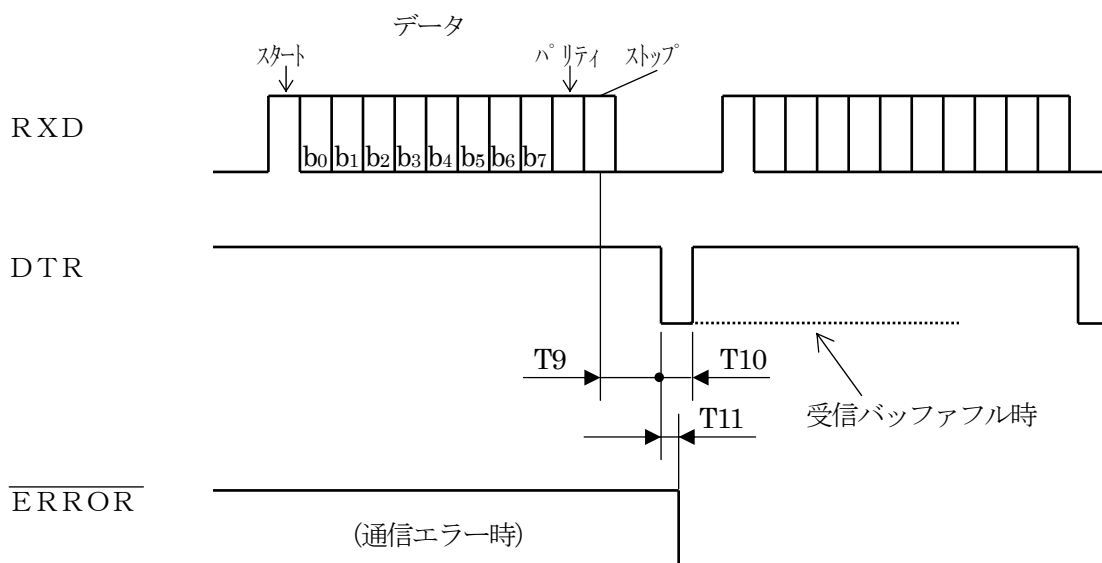 データ
スタート
パリティ
ストップ
RXD
b0 b1 b2 b3 b4 b5 b6 b7
DTR
T9
T10
受信バッファフル時
T11
ERROR
(通信エラー時)